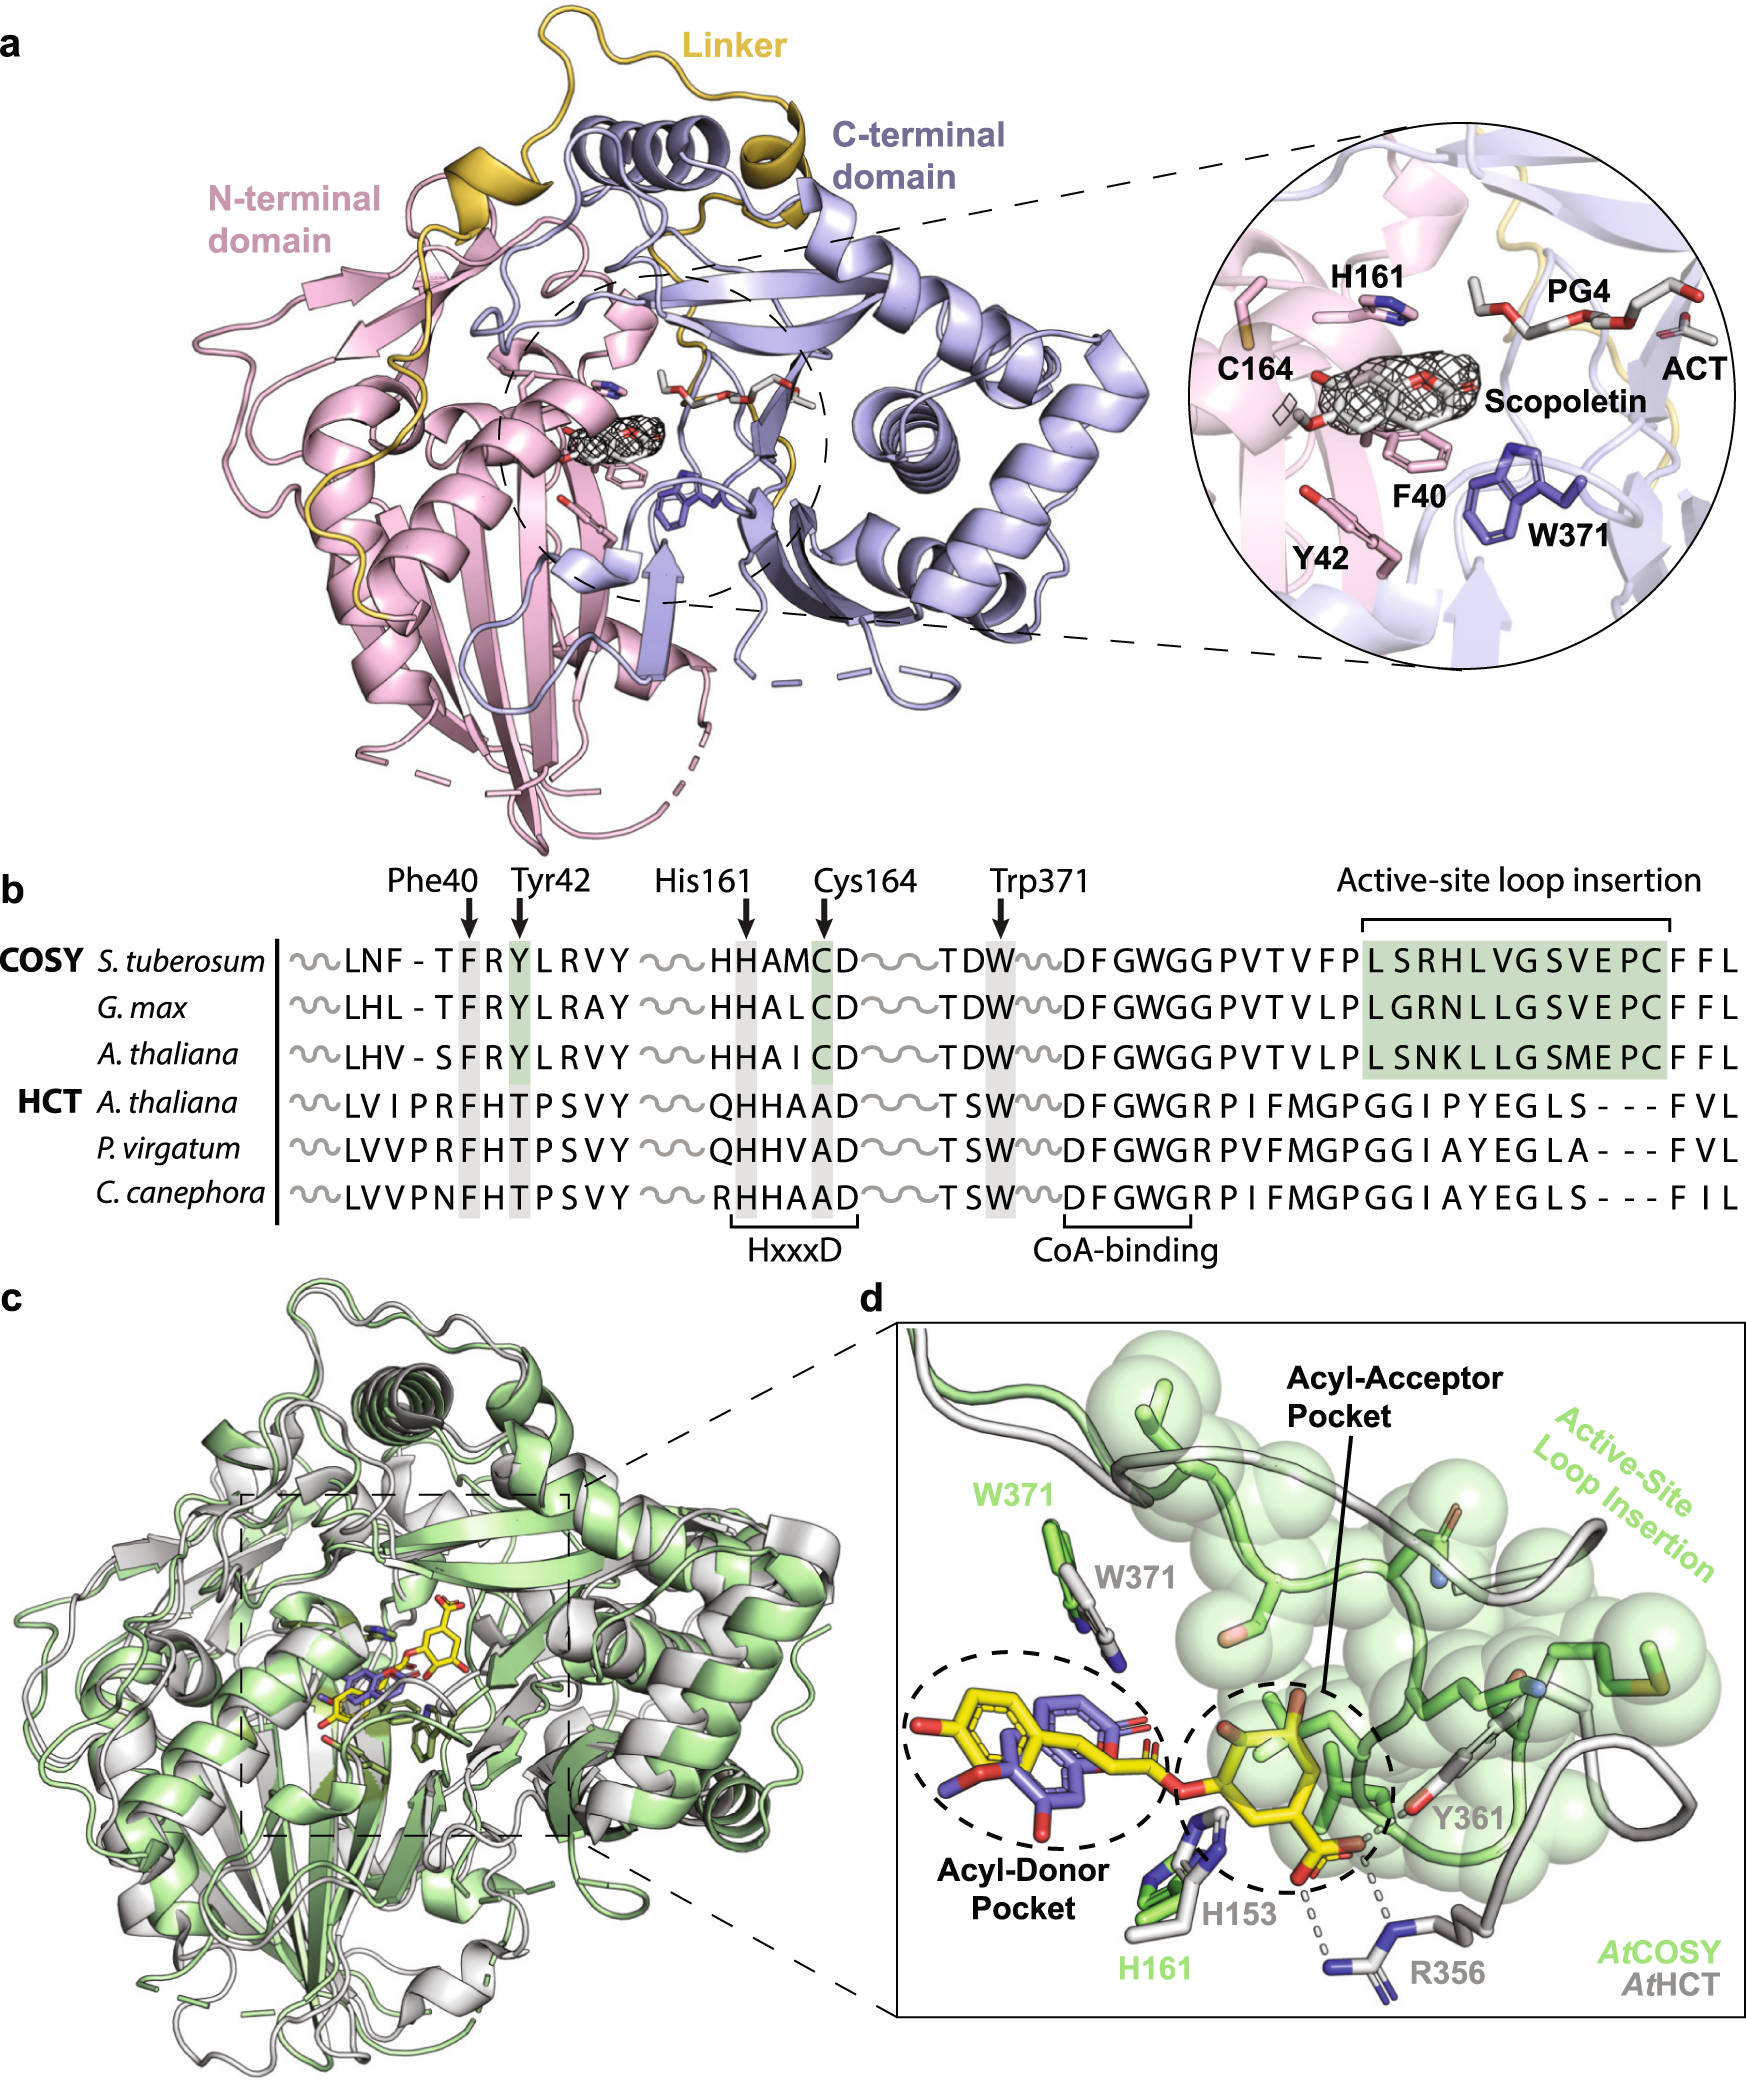 a
Linker
C-terminal
domain
N-terminal
domain
H161
PG4
C164
ACT
Scopoletin
F40
W371
Y42
b
Phe40 Tyr42 His161 Cys164 Trp371 Active-site loop insertion
COSY S. tuberosum LNF - TFRYLRVY HHAMCD TDW DFGWGGPVTVFPLSRHLVGSVEPCFFL
G. max LHL - TFRYLRAY HHALCD TDW DFGWGGPVTVLPLGRNLLGSVEPCFFL
A. thaliana LHV - SFRYLRVY HHAICD TDW DFGWGGPVTVLPLSNKLLGSMEPCFFL
HCT A. thaliana LVIPRFHTPSVY QHHAAD TSW DFGWGRPIFMGPGGIPYEGLS - - - FVL
P. virgatum LVVPRFHTPSVY QHHVAD TSW DFGWGRPVFMGPGGIAYEGLA - - - FVL
C. canephora LVVPNFHTPSVY RHHAAD TSW DFGWGRPIFMGPGGIAYEGLS - - - FIL
HxxxD CoA-binding
c
d
Acyl-Acceptor
Pocket
Active-Site
Loop Insertion
W371
W371
Y361
Acyl-Donor
Pocket
H153
H161
R356
AtCOSY
AtHCT